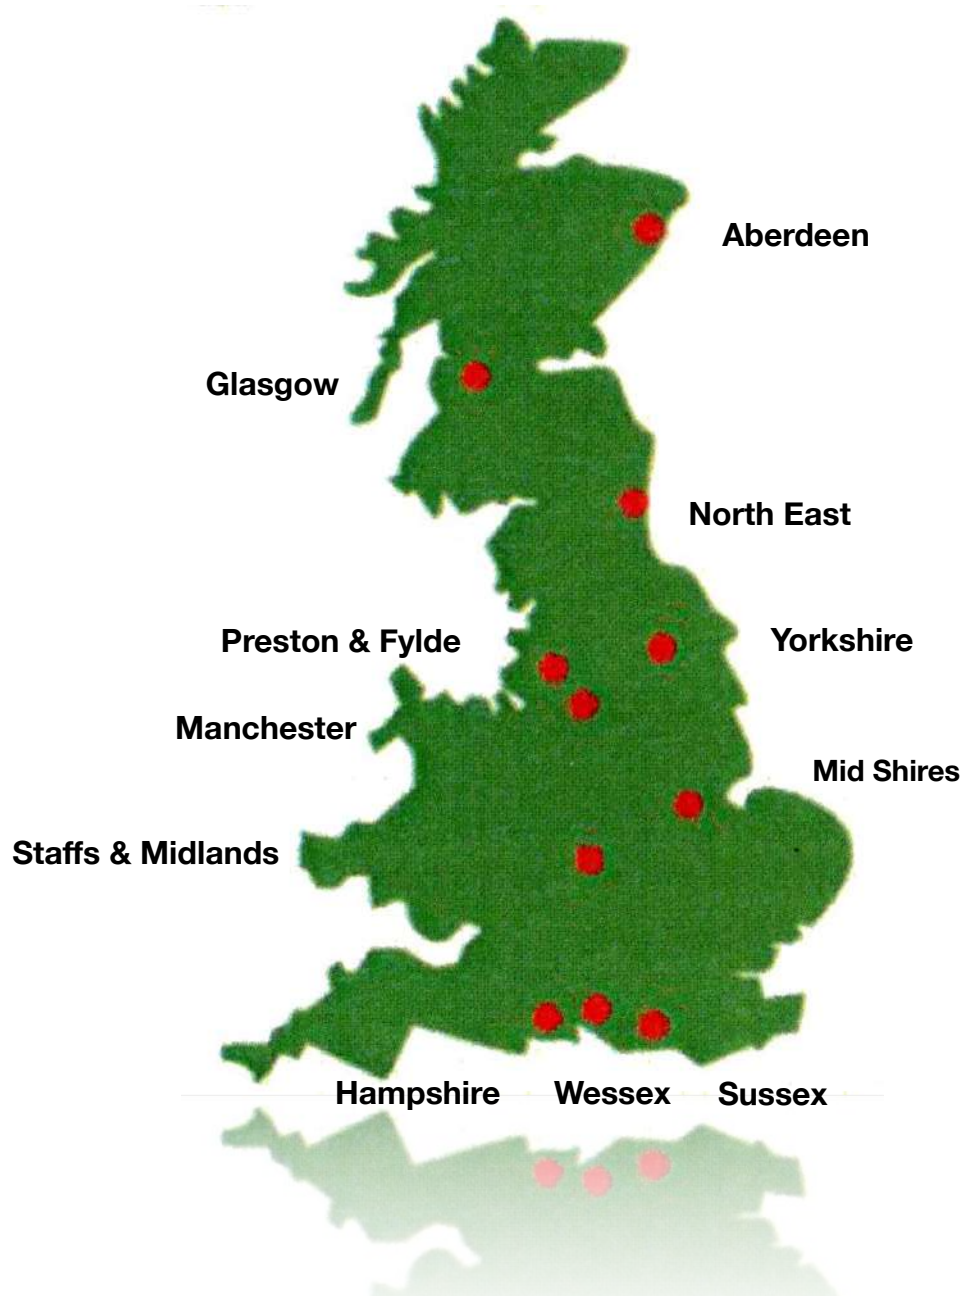 Aberdeen
Glasgow
North East
Preston & Fylde
Yorkshire
Manchester
Mid Shires
Staffs & Midlands
Hampshire Wessex Sussex